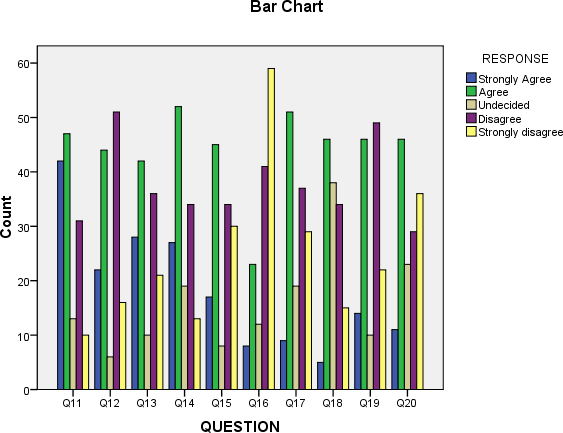 Bar Chart
RESPONSE
Strongly Agree
Agree
Undecided
Disagree
Strongly disagree
Count
60
50
40
30
20
10
0
Q11 Q12 Q13 Q14 Q15 Q16 Q17 Q18 Q19 Q20
QUESTION